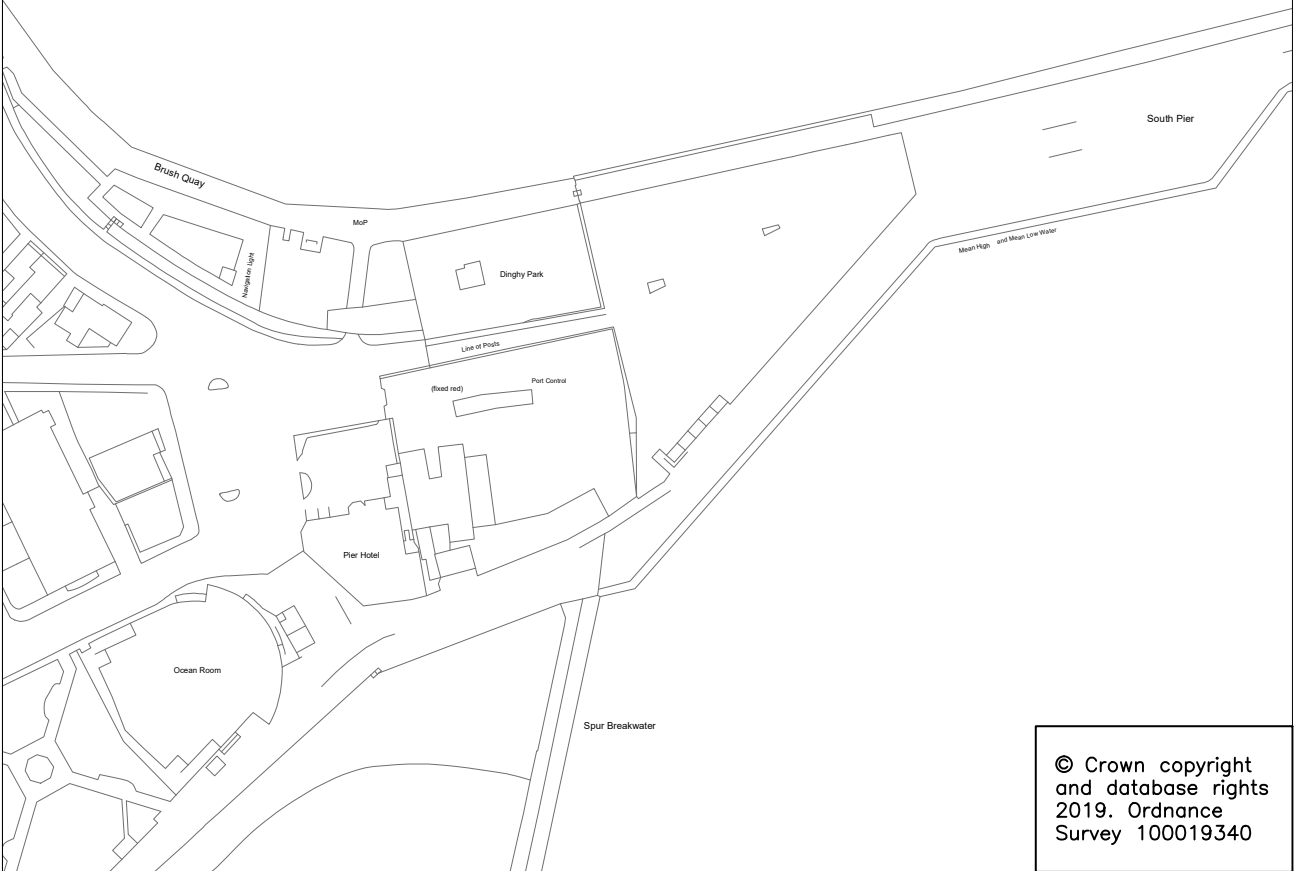 South Pier
Brush Quay
MoP
Mean High and Mean Low Water
Navigation Light
Dinghy Park
Line of Posts
(fixed red)
Port Control
Pier Hotel
Ocean Room
Spur Breakwater
© Crown copyright
and database rights
2019. Ordnance
Survey 100019340